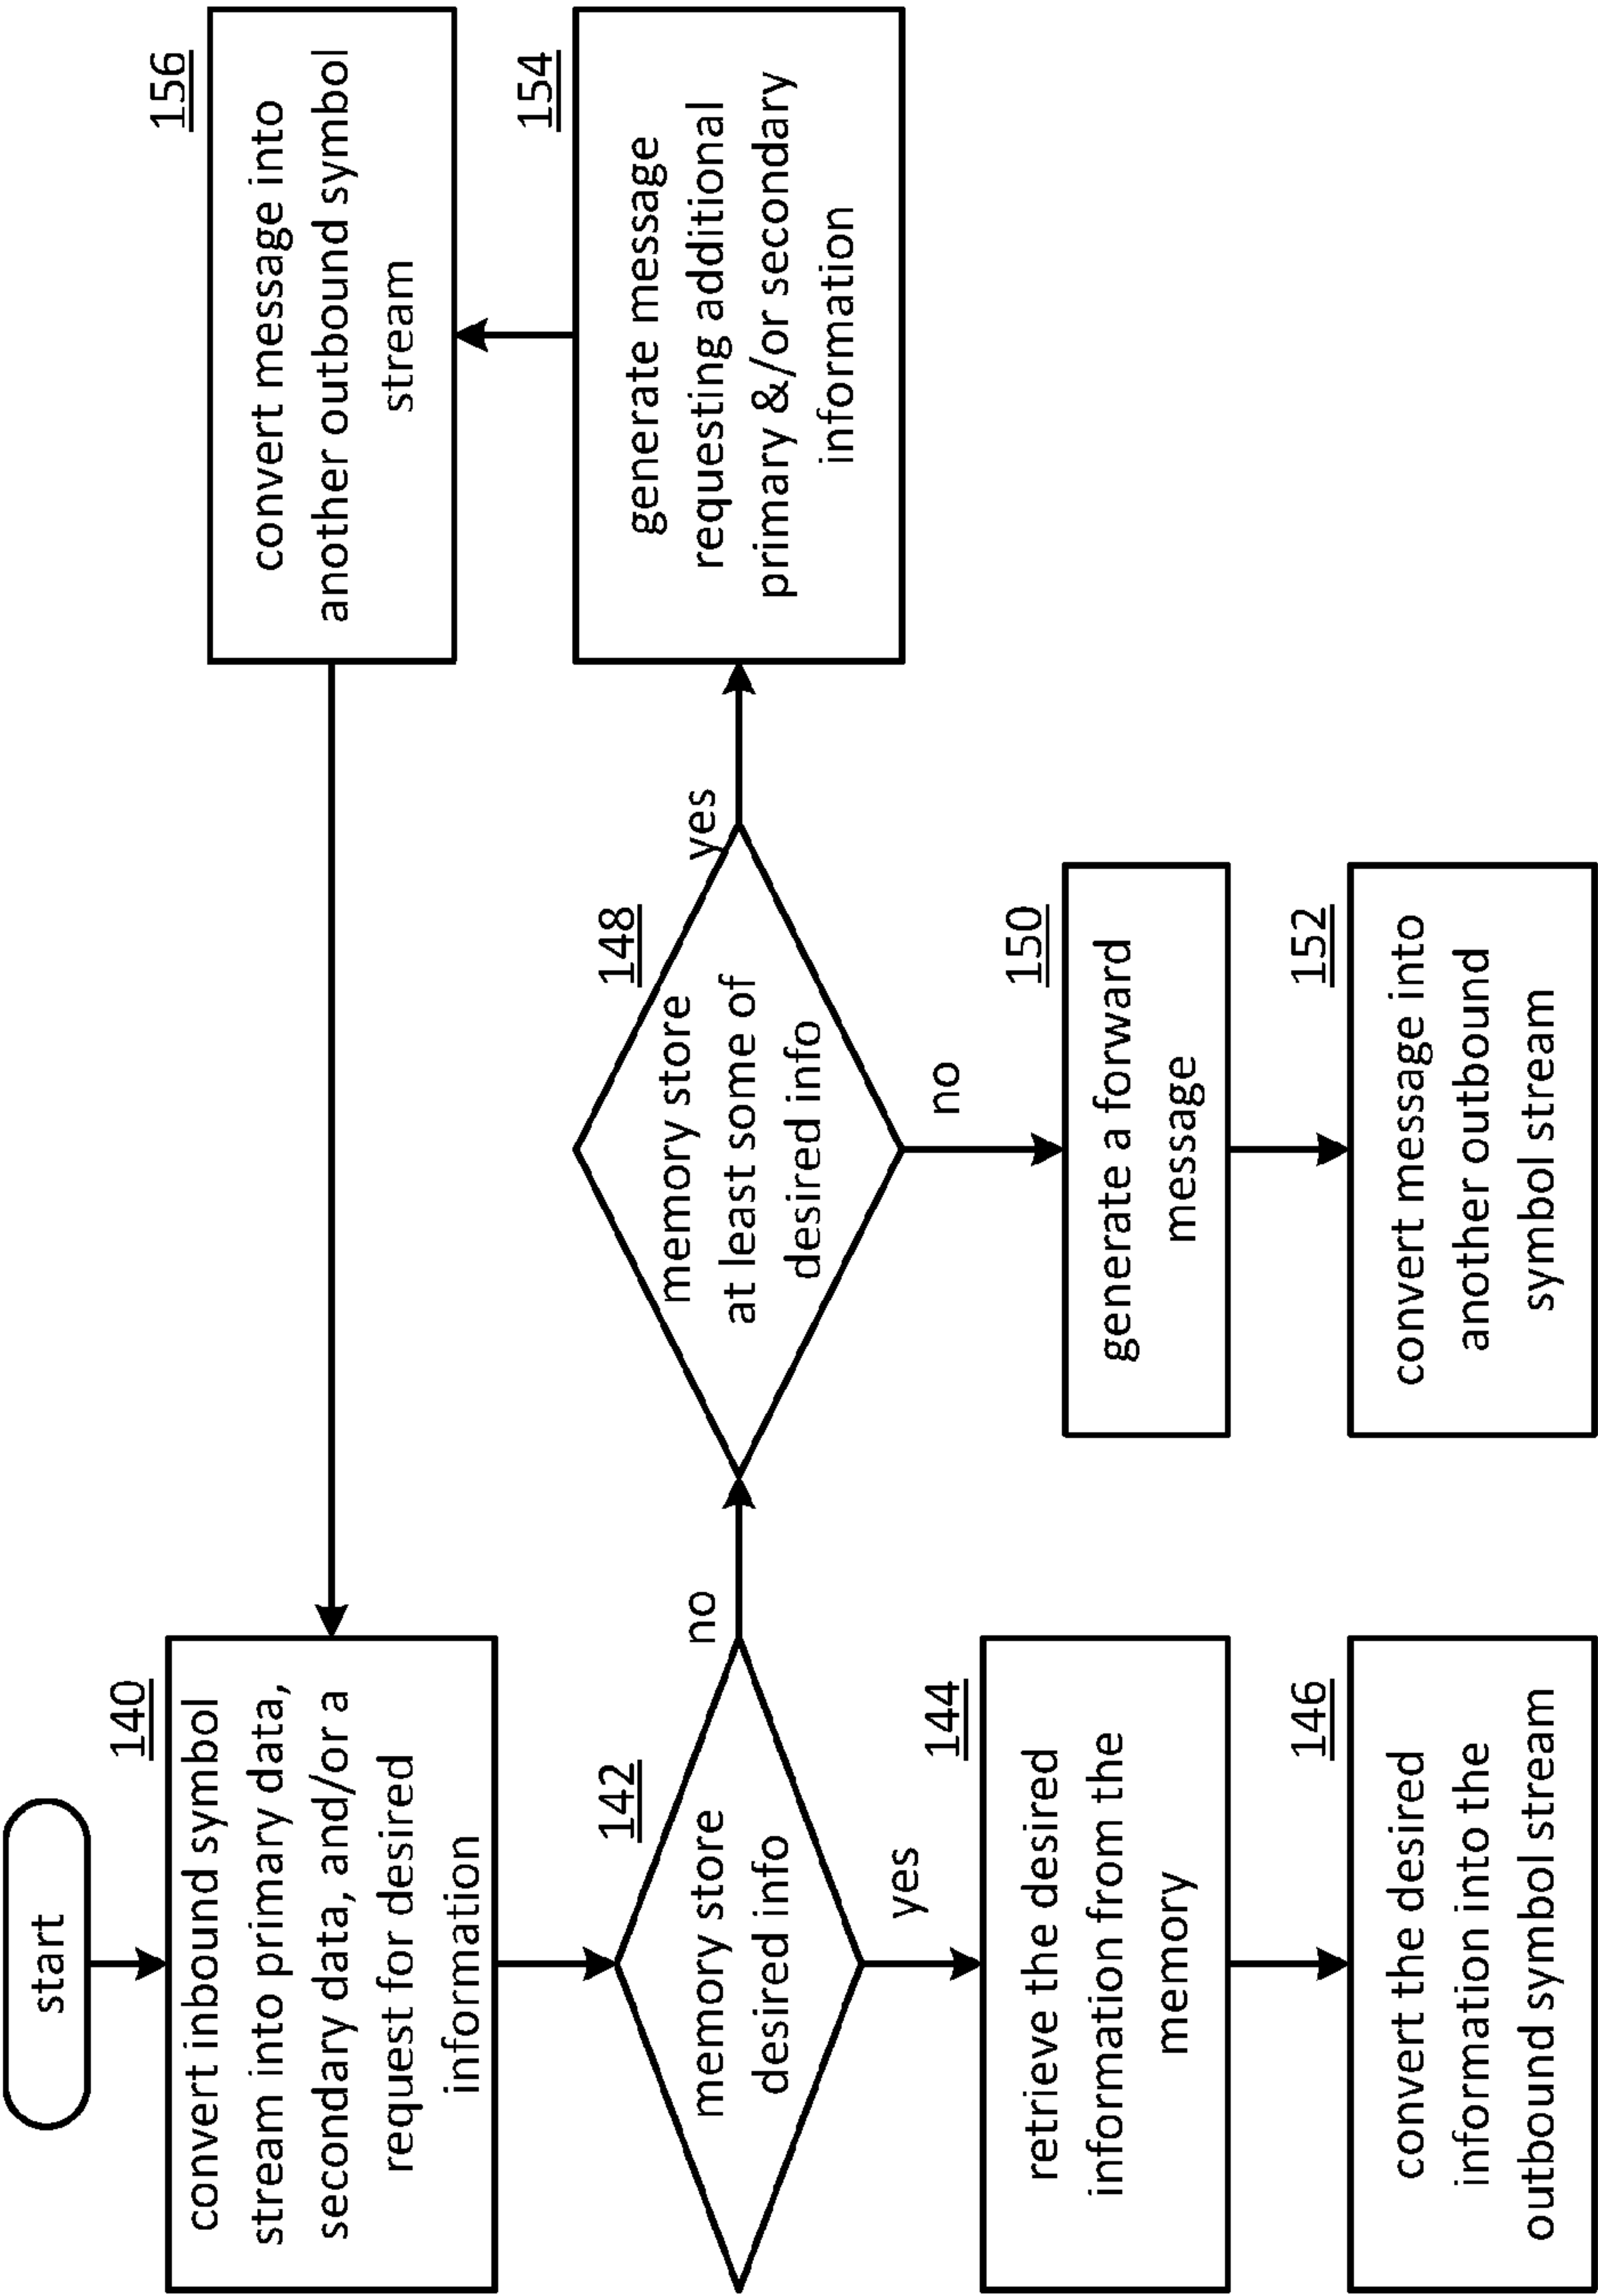 start
140
convert inbound symbol
stream into primary data,
secondary data, and/or a
request for desired
information
142
memory store
desired info
no
yes
144
retrieve the desired
information from the
memory
146
convert the desired
information into the
outbound symbol stream
148
memory store
at least some of
desired info
yes
no
150
generate a forward
message
152
convert message into
another outbound
symbol stream
154
generate message
requesting additional
primary &/or secondary
information
156
convert message into
another outbound symbol
stream